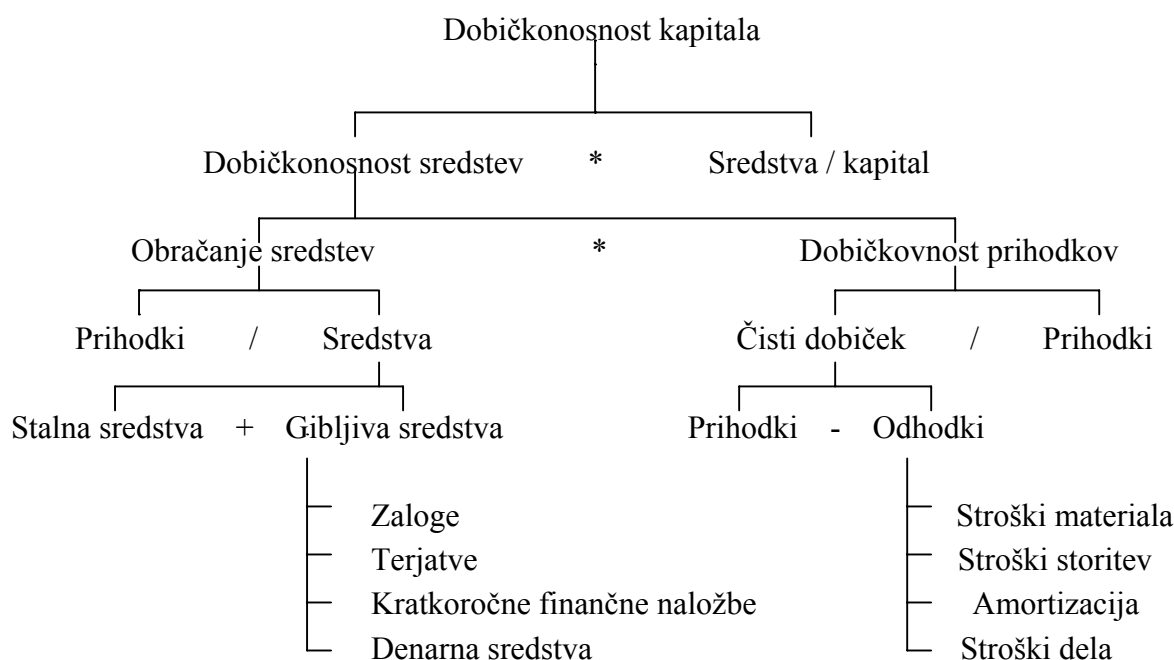 Dobičkonosnost kapitala
Dobičkonosnost sredstev * Sredstva / kapital
Obračanje sredstev * Dobičkovnost prihodkov
Prihodki / Sredstva Čisti dobiček / Prihodki
Stalna sredstva + Gibljiva sredstva Prihodki - Odhodki
Zaloge Stroški materiala
Terjatve Stroški storitev
Kratkoročne finančne naložbe Amortizacija
Denarna sredstva Stroški dela